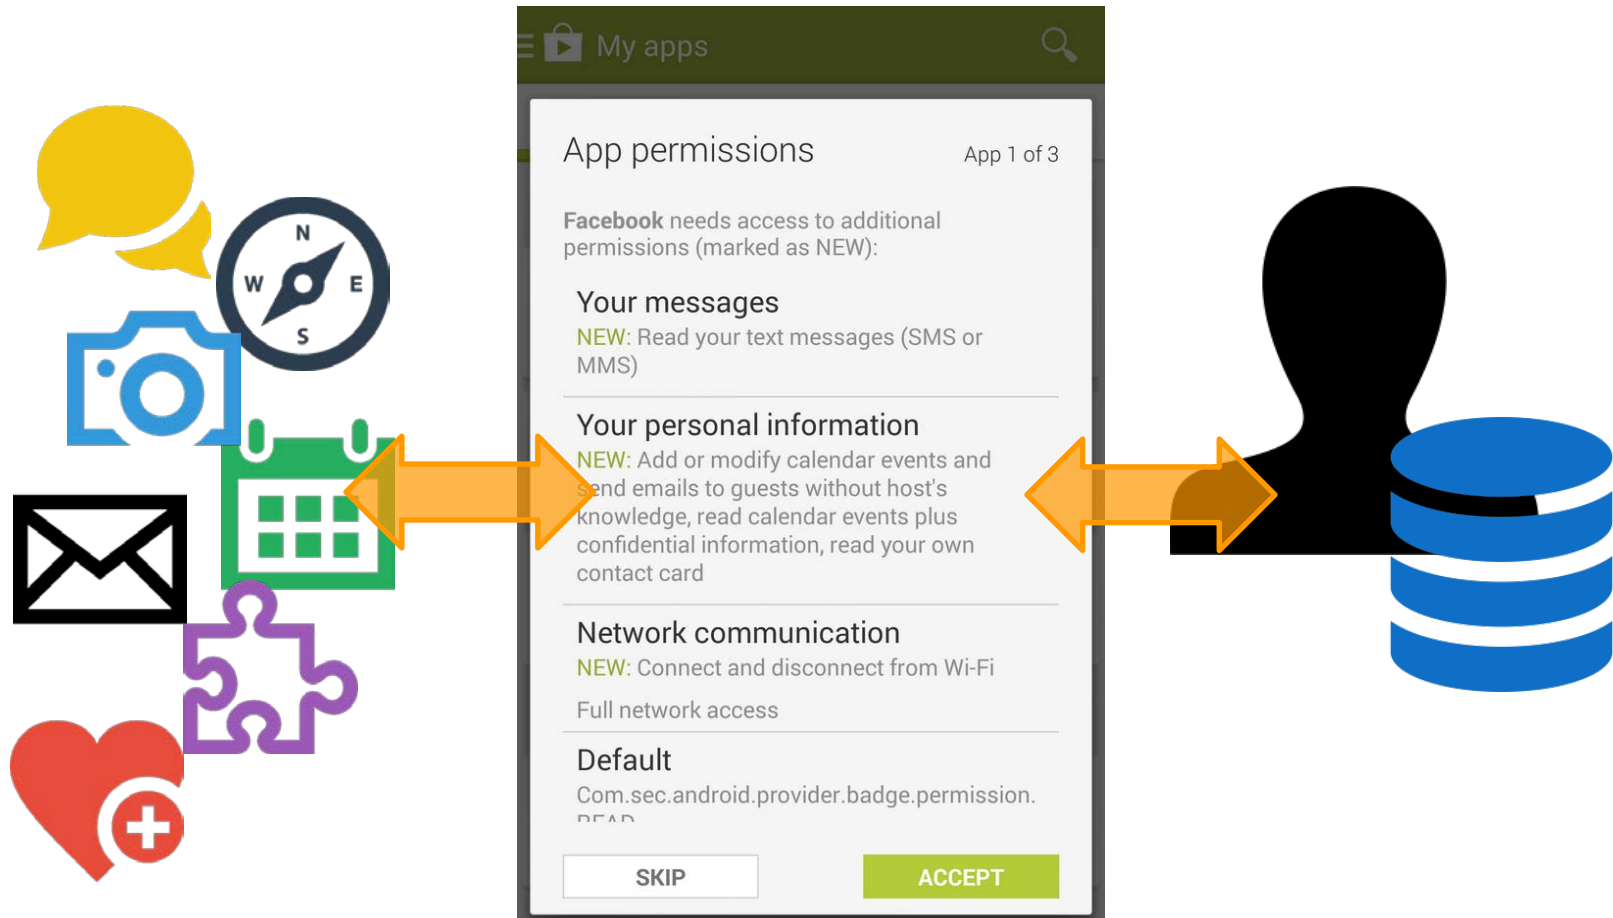 My apps
App permissions
App 1 of 3
Facebook needs access to additional
permissions (marked as NEW):
Your messages
NEW: Read your text messages (SMS or
MMS)
Your personal information
NEW: Add or modify calendar events and
send emails to guests without host's
knowledge, read calendar events plus
confidential information, read your own
contact card
Network communication
NEW: Connect and disconnect from Wi-Fi
Full network access
Default
Com.sec.android.provider.badge.permission.
READ
SKIP
ACCEPT
N
W
E
S